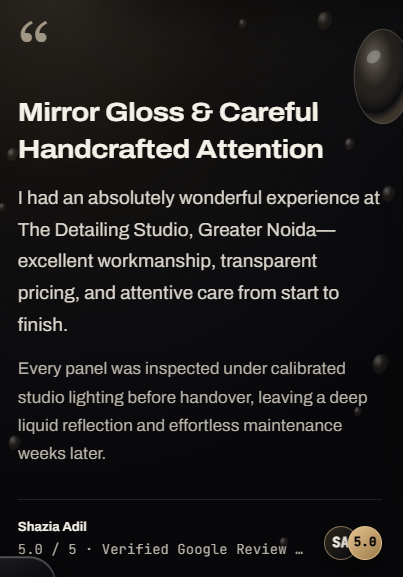 “
Mirror Gloss & Careful
Handcrafted Attention
I had an absolutely wonderful experience at
The Detailing Studio, Greater Noida—
excellent workmanship, transparent
pricing, and attentive care from start to
finish.
Every panel was inspected under calibrated
studio lighting before handover, leaving a deep
liquid reflection and effortless maintenance
weeks later.
Shazia Adil
5.0 / 5 · Verified Google Review …
SA 5.0